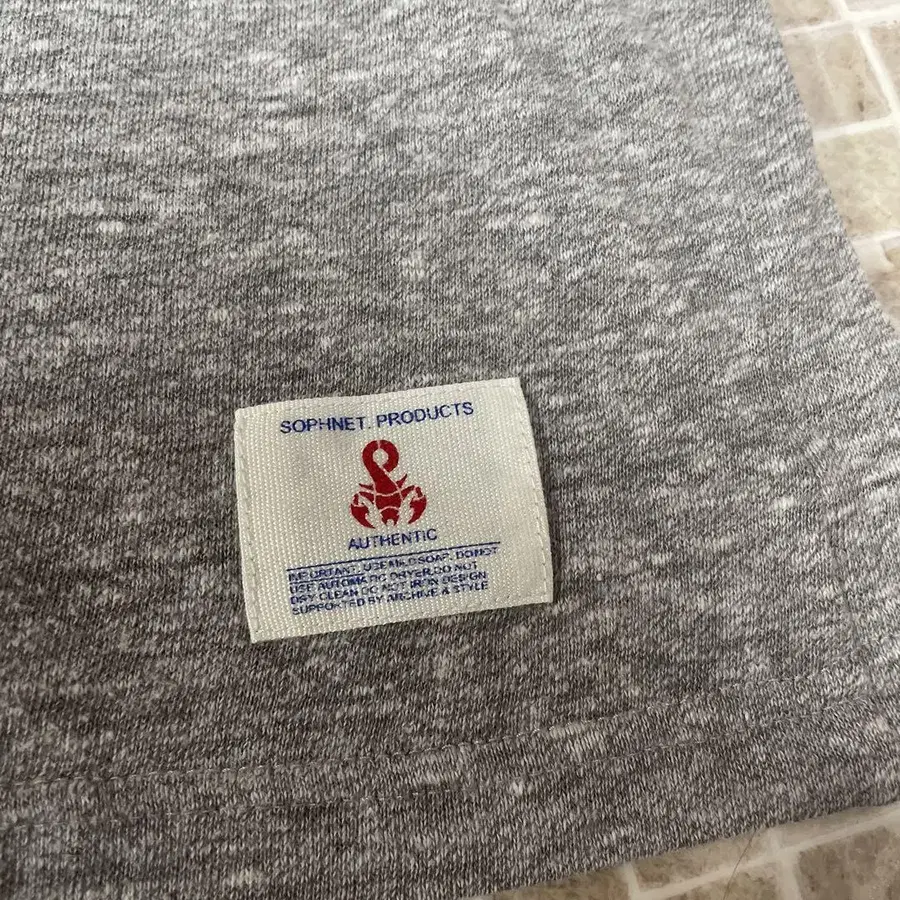 SOPHNET. PRODUCTS
AUTHENTIC
IMPORTANT. USE MILD SOAP. DO NOT
USE AUTOMATIC DRYER. DO NOT
DRY CLEAN DO NOT IRON DESIGN
SUPPORTED BY ARCHIVE & STYLE